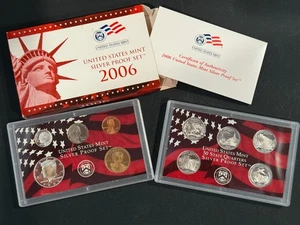 UNITED STATES MINT
UNITED STATES MINT
SILVER PROOF SET
2006
UNITED STATES MINT
Certificate of Authenticity
2006 United States Mint Silver Proof Set
UNITED STATES MINT
SILVER PROOF SET
UNITED STATES MINT
50 STATE QUARTERS
SILVER PROOF SET